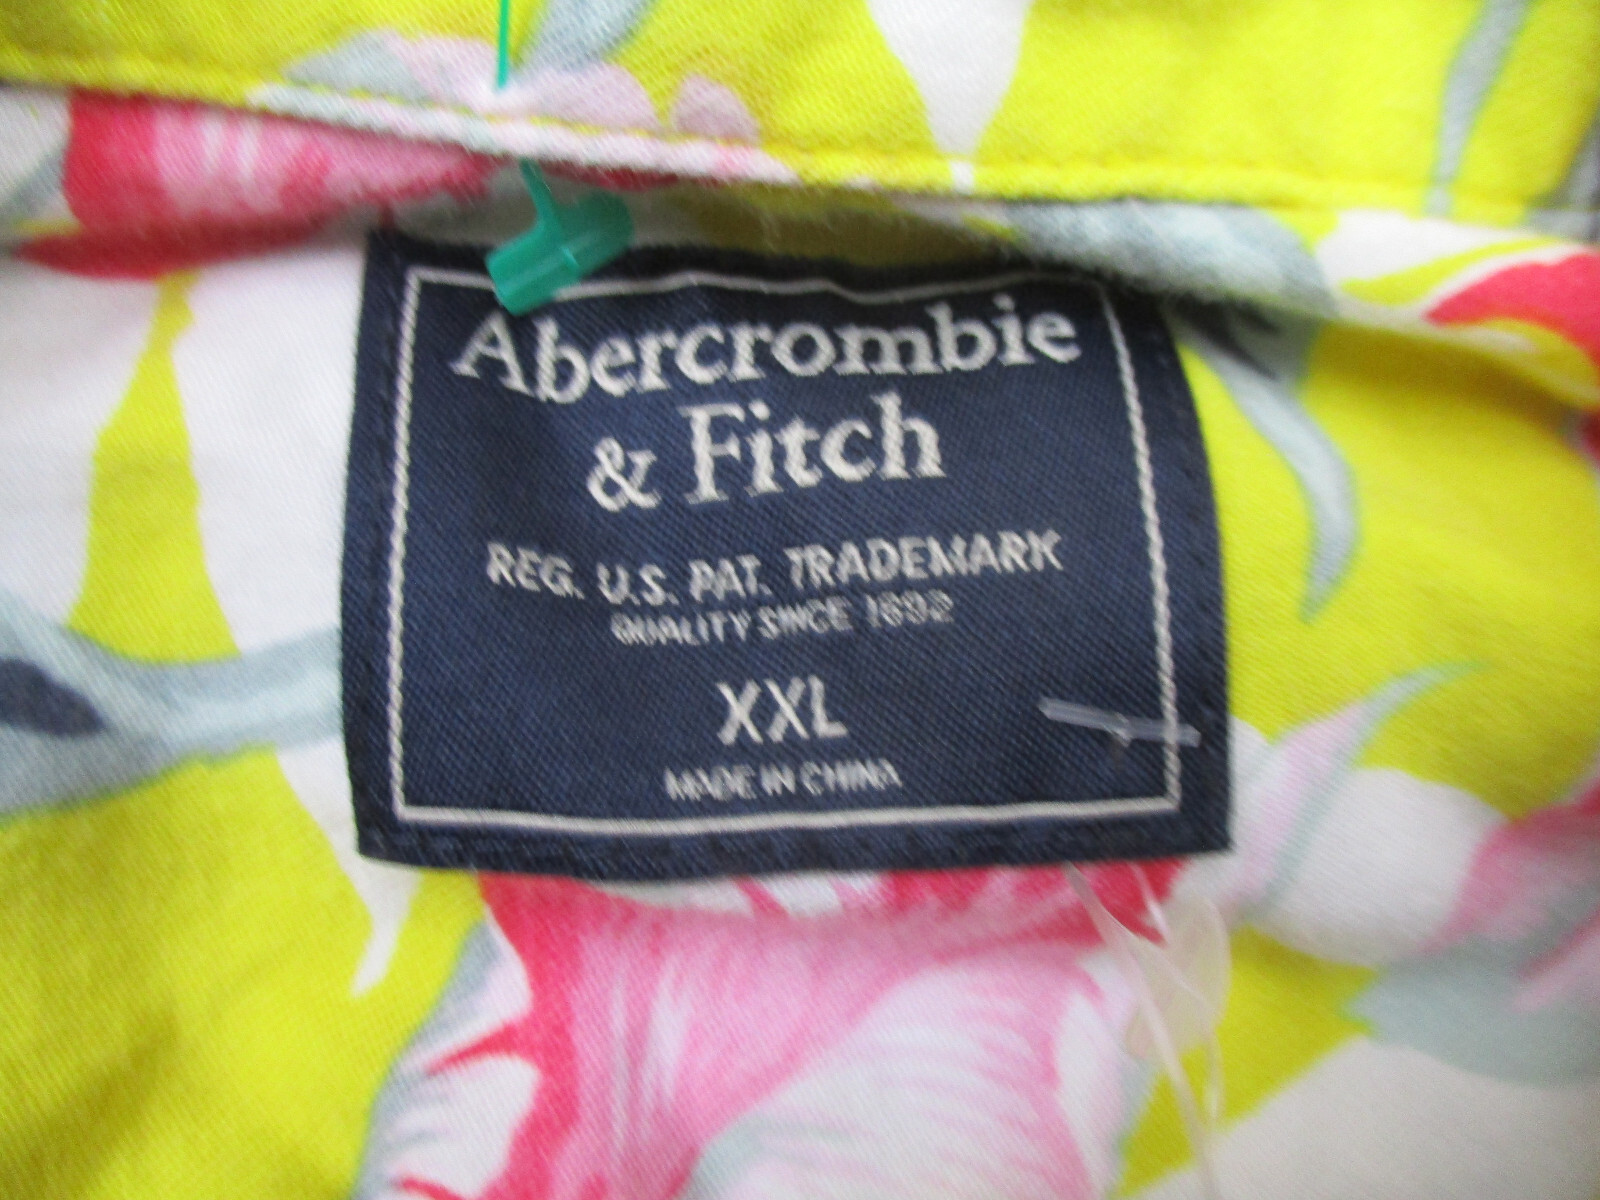 Abercrombie
& Fitch
REG. U.S. PAT. TRADEMARK
QUALITY SINCE 1892
XXL
MADE IN CHINA